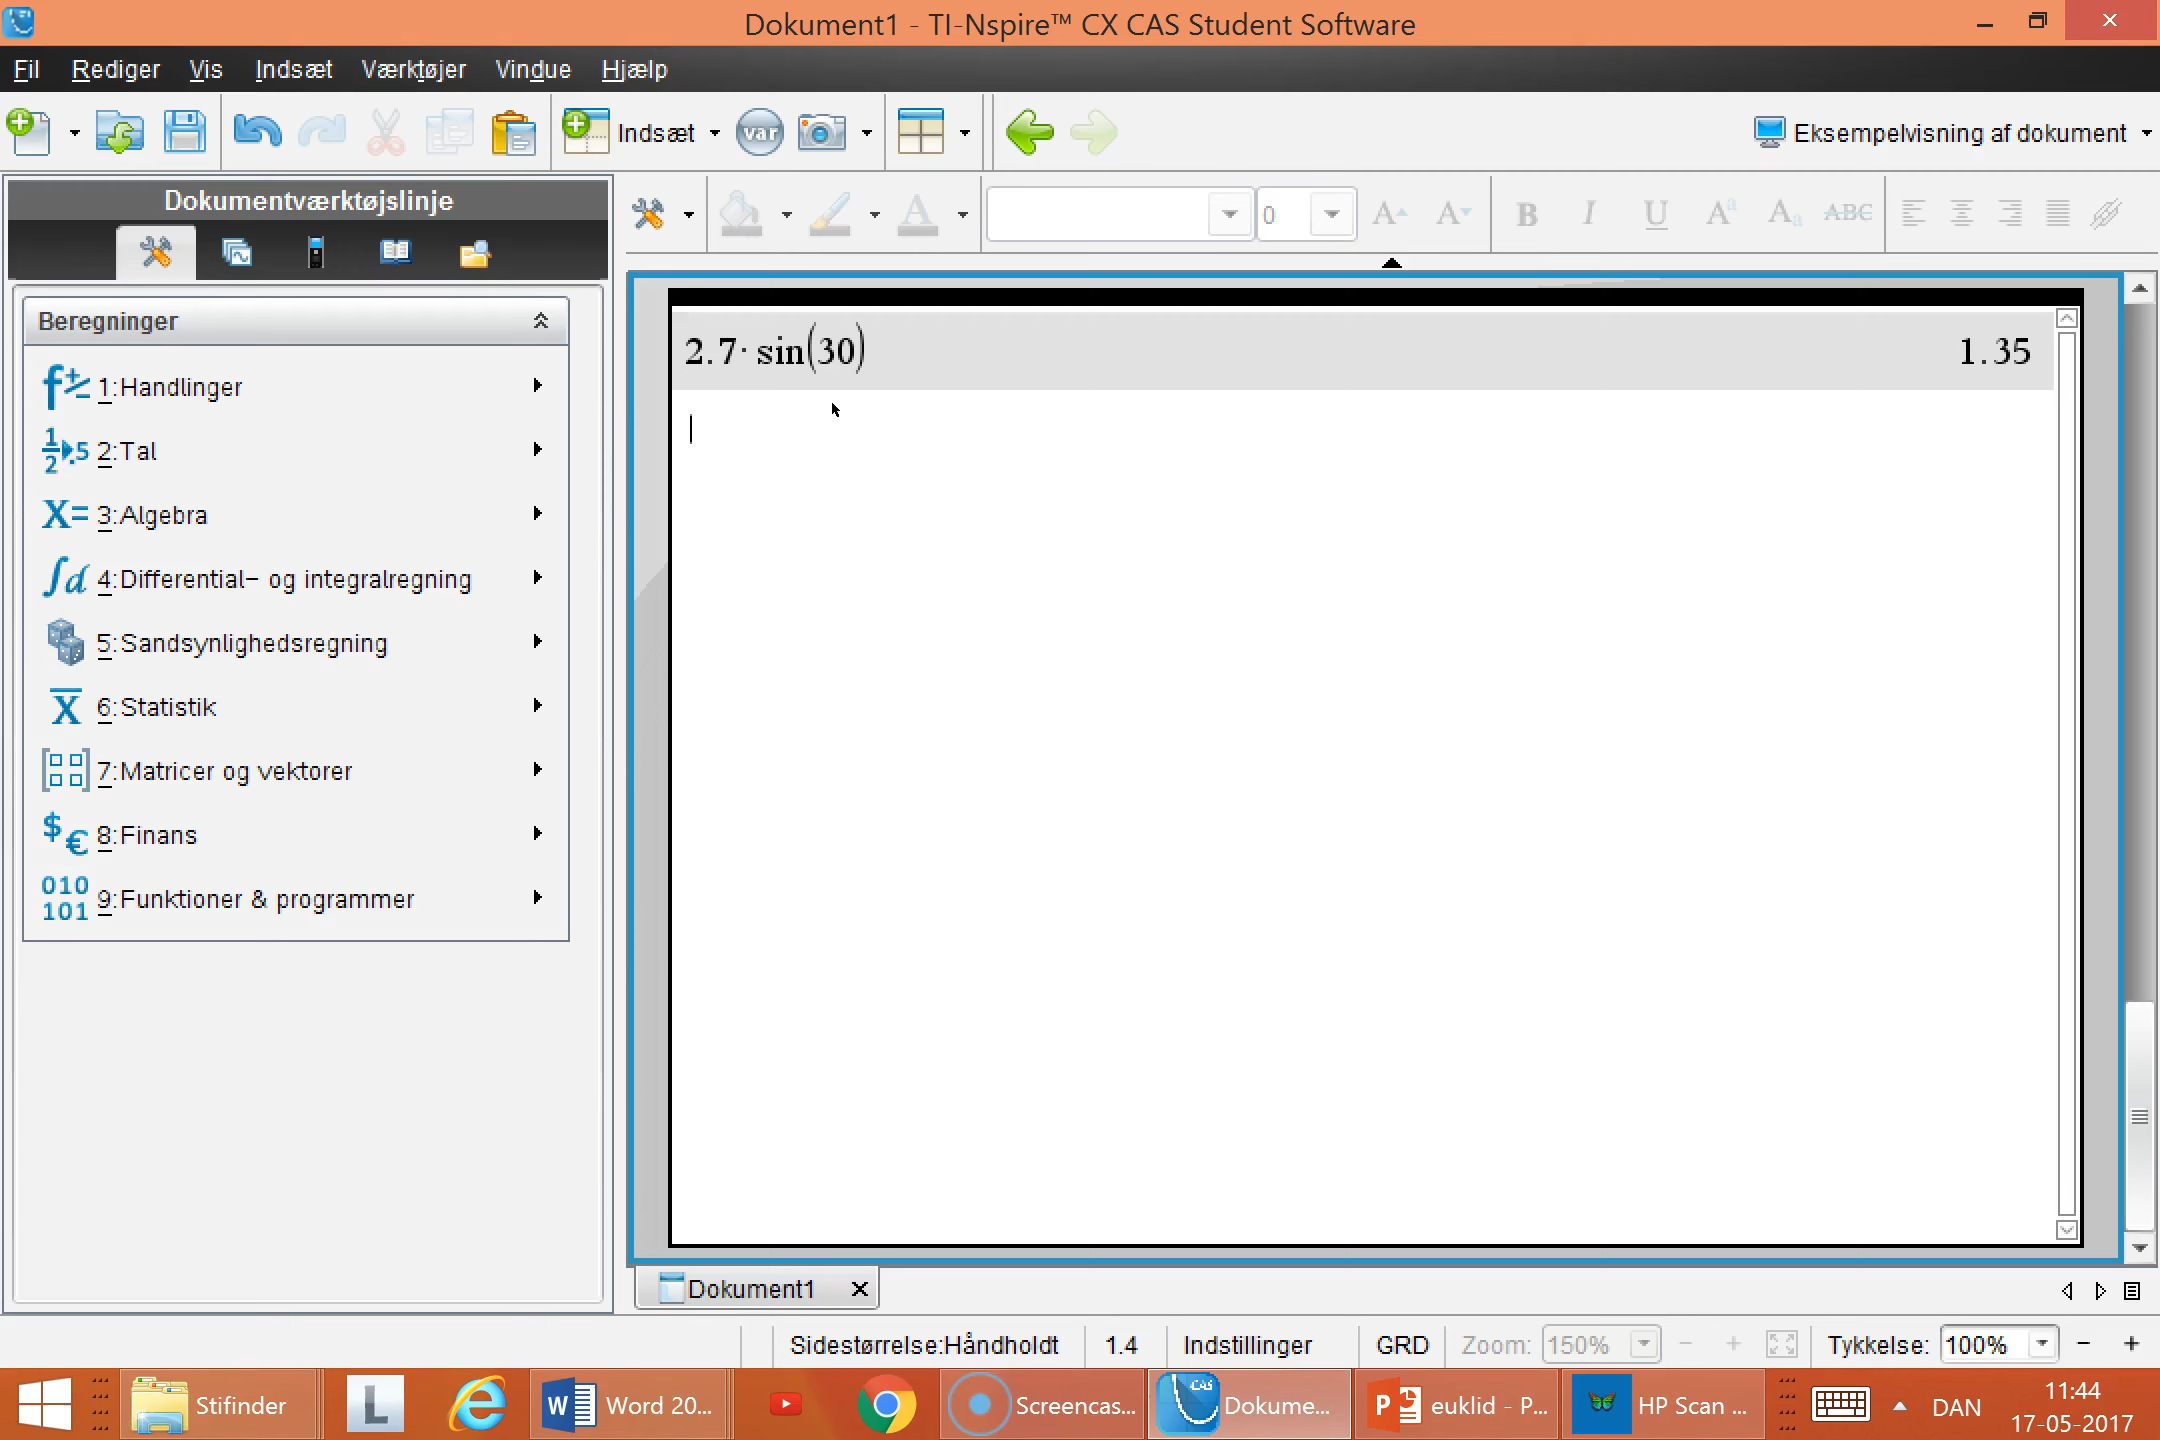 Dokument1 - TI-Nspire™ CX CAS Student Software
Fil Rediger Vis Indsæt Værktøjer Vindue Hjælp
Indsæt var Eksempelvisning af dokument
Dokumentværktøjslinje
0 A A B I U Aa Aa ABC
Beregninger
1:Handlinger
2:Tal
3:Algebra
4:Differential- og integralregning
5:Sandsynlighedsregning
6:Statistik
7:Matricer og vektorer
8:Finans
9:Funktioner & programmer
2.7· sin(30) 1.35
Dokument1
Sidestørrelse:Håndholdt 1.4 Indstillinger GRD Zoom: 150% Tykkelse: 100%
Stifinder Word 20... Screencas... CAS Dokume... euklid - P... HP Scan ... DAN 11:44
17-05-2017